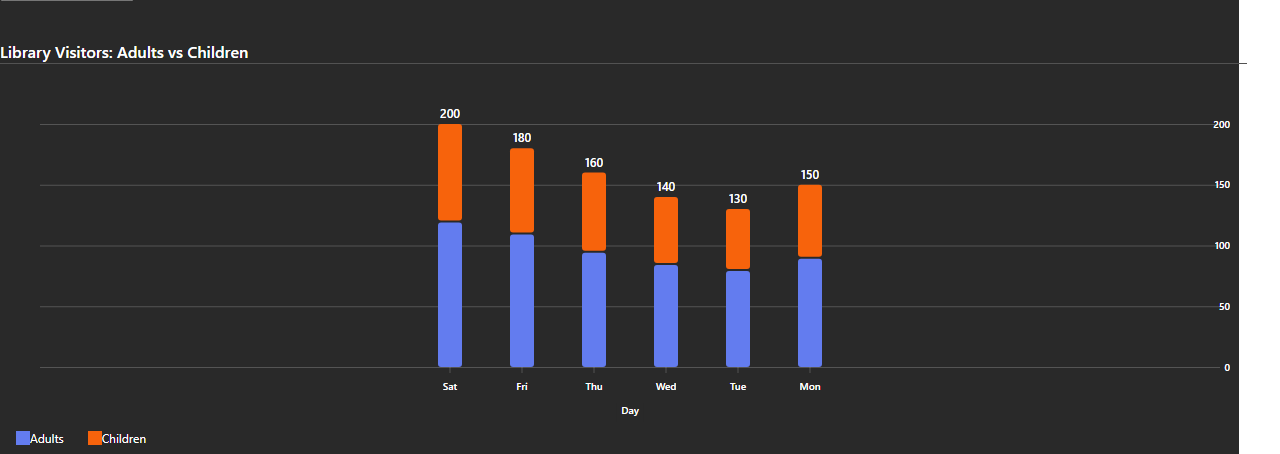 Library Visitors: Adults vs Children
200
180
160
140
130
150
200
150
100
50
0
Sat Fri Thu Wed Tue Mon
Day
Adults Children